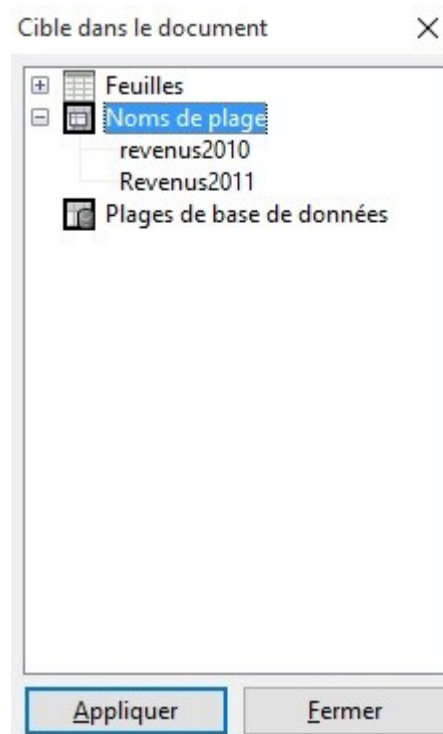 Cible dans le document
Feuilles
Noms de plage
revenus2010
Revenus2011
Plages de base de données
Appliquer
Fermer